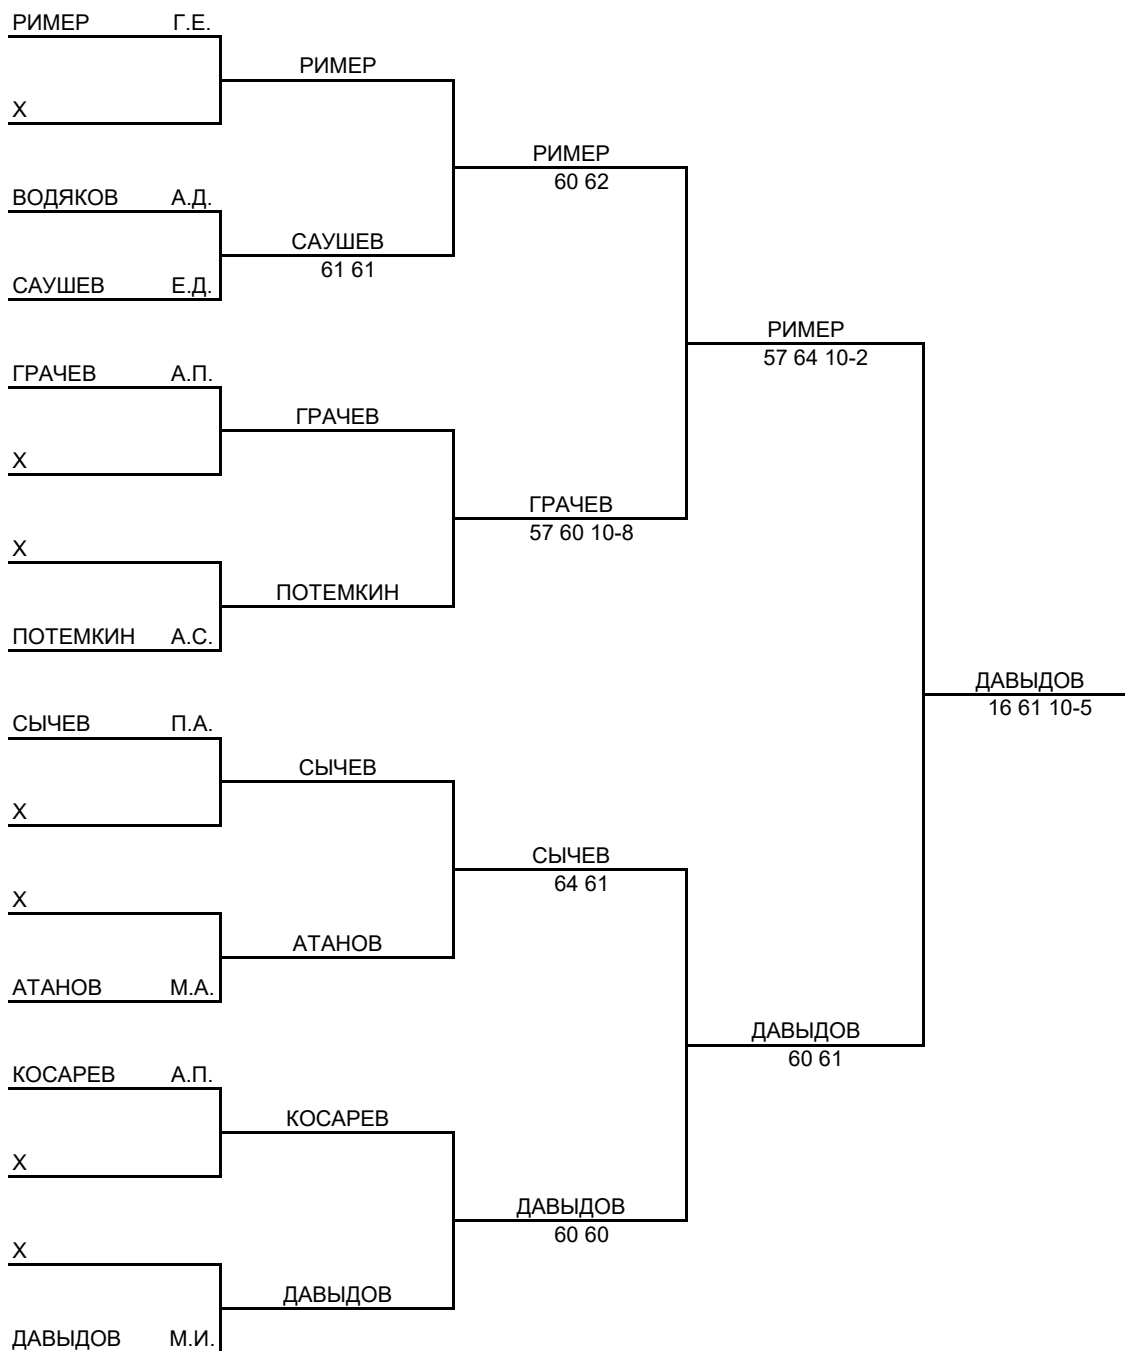 РИМЕР Г.Е.
РИМЕР
X
РИМЕР
60 62
ВОДЯКОВ А.Д.
САУШЕВ
61 61
САУШЕВ Е.Д.
РИМЕР
57 64 10-2
ГРАЧЕВ А.П.
ГРАЧЕВ
X
ГРАЧЕВ
57 60 10-8
X
ПОТЕМКИН
ПОТЕМКИН А.С.
ДАВЫДОВ
16 61 10-5
СЫЧЕВ П.А.
СЫЧЕВ
X
СЫЧЕВ
64 61
X
АТАНОВ
АТАНОВ М.А.
ДАВЫДОВ
60 61
КОСАРЕВ А.П.
КОСАРЕВ
X
ДАВЫДОВ
60 60
X
ДАВЫДОВ
ДАВЫДОВ М.И.